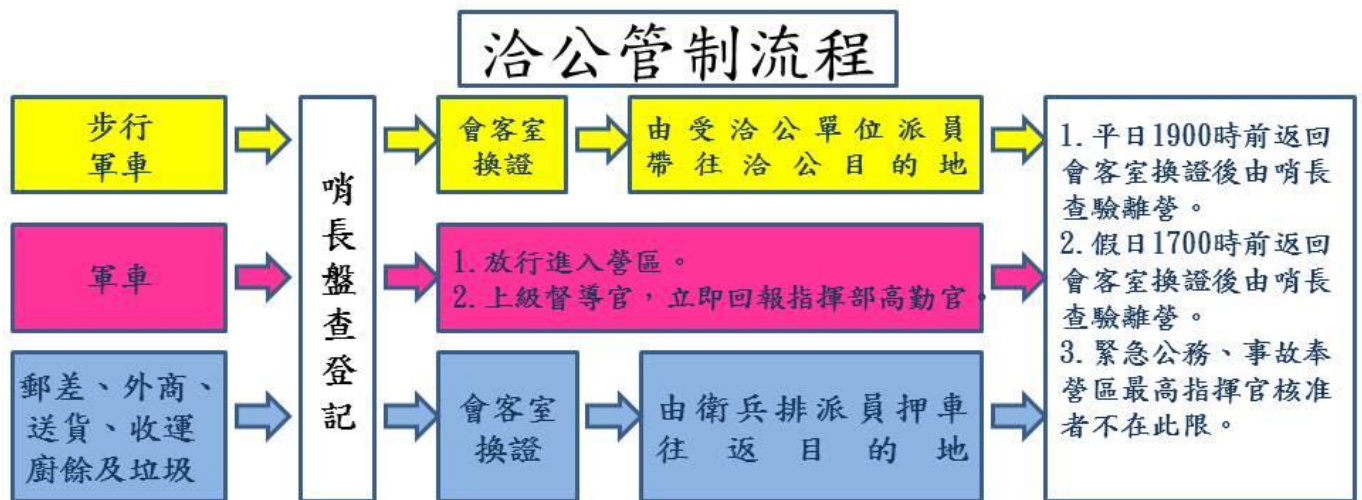 洽公管制流程
步行
軍車
哨長盤查登記
會客室
換證
由受洽公單位派員
帶往洽公目的地
軍車
1.放行進入營區。
2.上級督導官，立即回報指揮部高勤官。
郵差、外商、
送貨、收運
廚餘及垃圾
會客室
換證
由衛兵排派員押車
往返目的地
1.平日1900時前返回
會客室換證後由哨長
查驗離營。
2.假日1700時前返回
會客室換證後由哨長
查驗離營。
3.緊急公務、事故奉
營區最高指揮官核准
者不在此限。